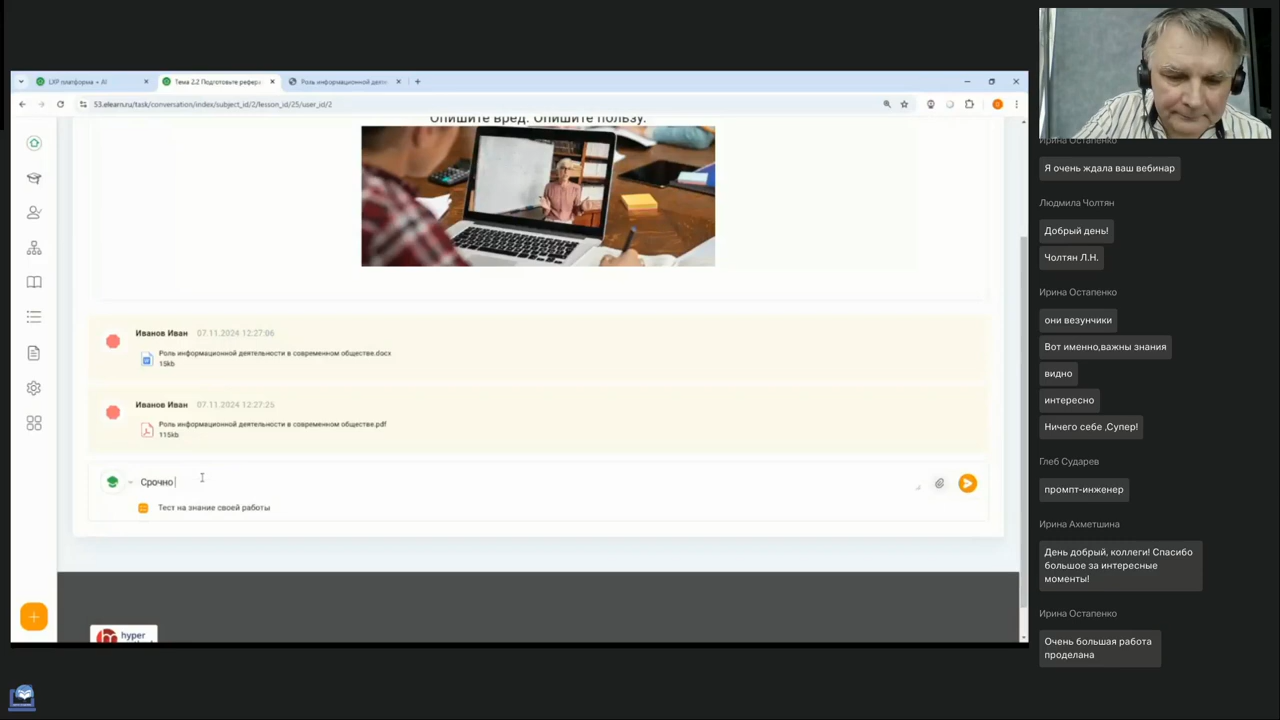 LXP платформа + AI
Тема 2.2 Подготовьте рефера
Роль информационной деяте
53.elearn.ru/task/conversation/index/subject_id/2/lesson_id/25/user_id/2
Опишите вред. Опишите пользу.
Иванов Иван 07.11.2024 12:27:06
Роль информационной деятельности в современном обществе.docx
15kb
Иванов Иван 07.11.2024 12:27:25
Роль информационной деятельности в современном обществе.pdf
115kb
Срочно
Тест на знание своей работы
hyper
Ирина Остапенко
Я очень ждала ваш вебинар
Людмила Чолтян
Добрый день!
Чолтян Л.Н.
Ирина Остапенко
они везунчики
Вот именно,важны знания
видно
интересно
Ничего себе ,Супер!
Глеб Сударев
промпт-инженер
Ирина Ахметшина
День добрый, коллеги! Спасибо
большое за интересные
моменты!
Ирина Остапенко
Очень большая работа
проделана